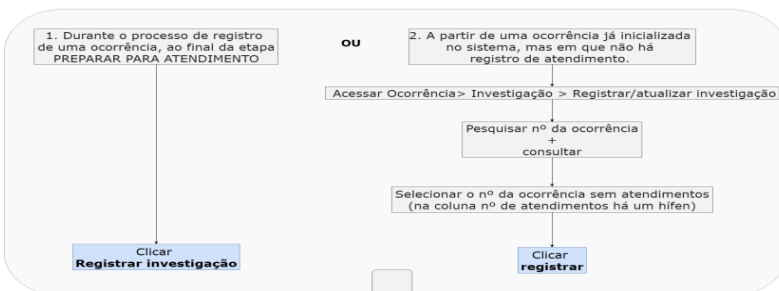 1. Durante o processo de registro
de uma ocorrência, ao final da etapa
PREPARAR PARA ATENDIMENTO
OU
2. A partir de uma ocorrência já inicializada
no sistema, mas em que não há
registro de atendimento.
Acessar Ocorrência> Investigação > Registrar/atualizar investigação
Pesquisar nº da ocorrência
+
consultar
Selecionar o nº da ocorrência sem atendimentos
(na coluna nº de atendimentos há um hífen)
Clicar
Registrar investigação
Clicar
registrar